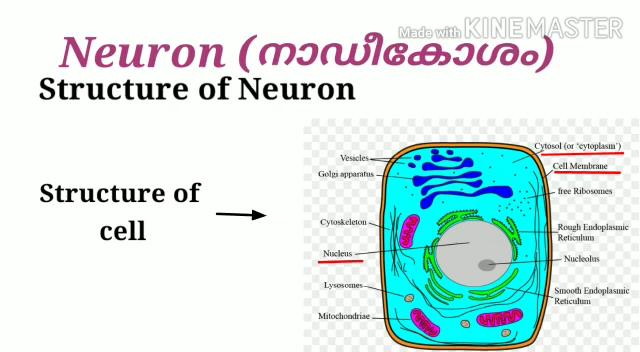 Made with KINEMASTER
Neuron (നാഡീകോശം)
Structure of Neuron
Structure of
cell
Vesicles
Golgi apparatus
Cytoskeleton
Nucleus
Lysosomes
Mitochondriae
Cytosol (or 'cytoplasm')
Cell Membrane
free Ribosomes
Rough Endoplasmic
Reticulum
Nucleolus
Smooth Endoplasmic
Reticulum